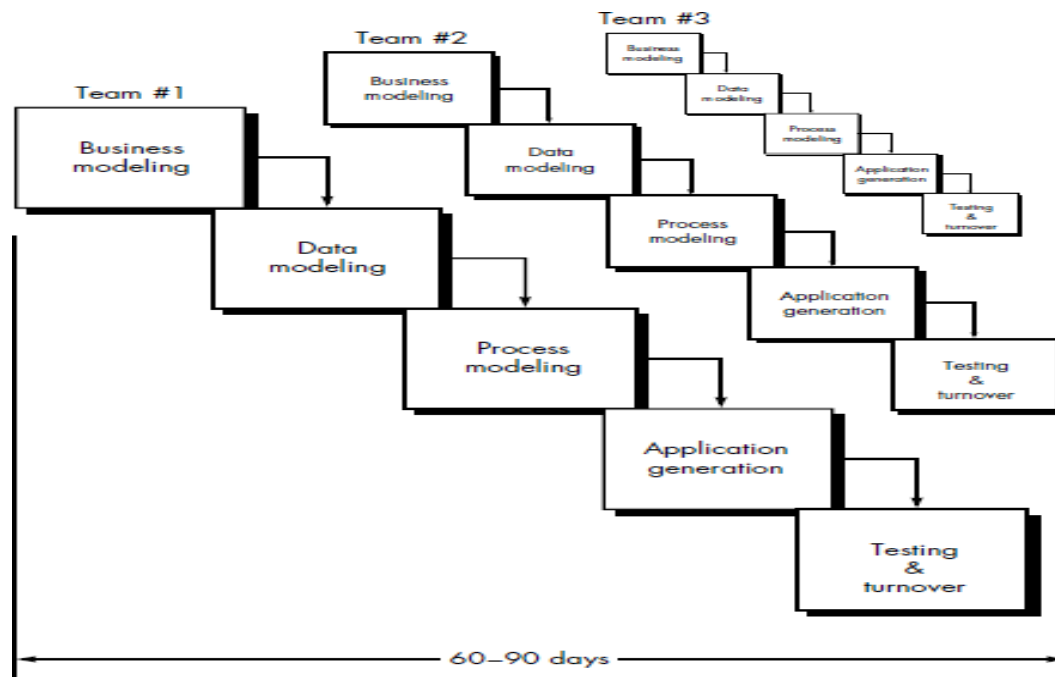 Team #1
Business
modeling
Data
modeling
Process
modeling
Application
generation
Testing
&
turnover
Team #2
Business
modeling
Data
modeling
Process
modeling
Application
generation
Testing
&
turnover
Team #3
Business
modeling
Data
modeling
Process
modeling
Application
generation
Testing
&
turnover
60–90 days